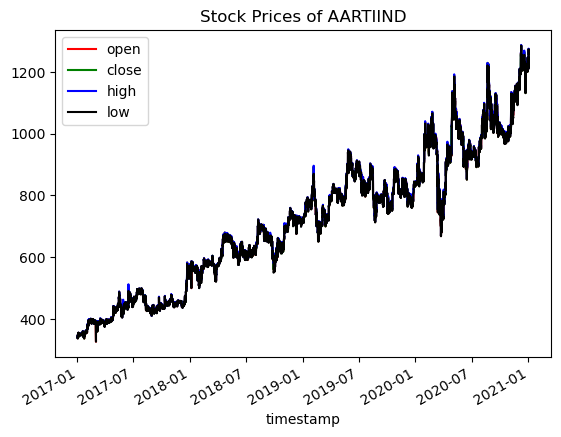 Stock Prices of AARTIIND
open
close
high
low
1200
1000
800
600
400
2017-01
2017-07
2018-01
2018-07
2019-01
2019-07
2020-01
2020-07
2021-01
timestamp